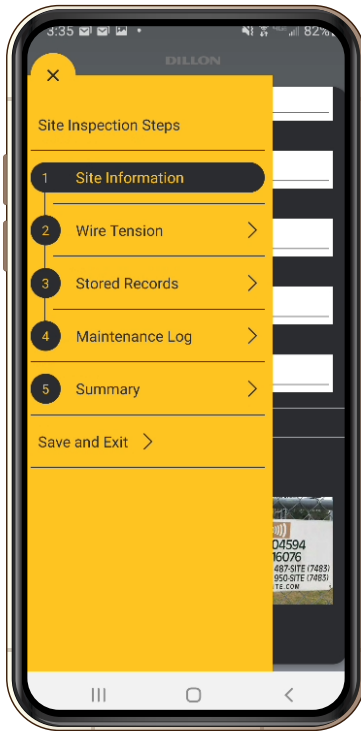 3:35 82%
DILLON
Site Inspection Steps
1 Site Information
2 Wire Tension
3 Stored Records
4 Maintenance Log
5 Summary
Save and Exit
04594
16076
487-SITE (7483)
950-SITE (7483)
TE.COM